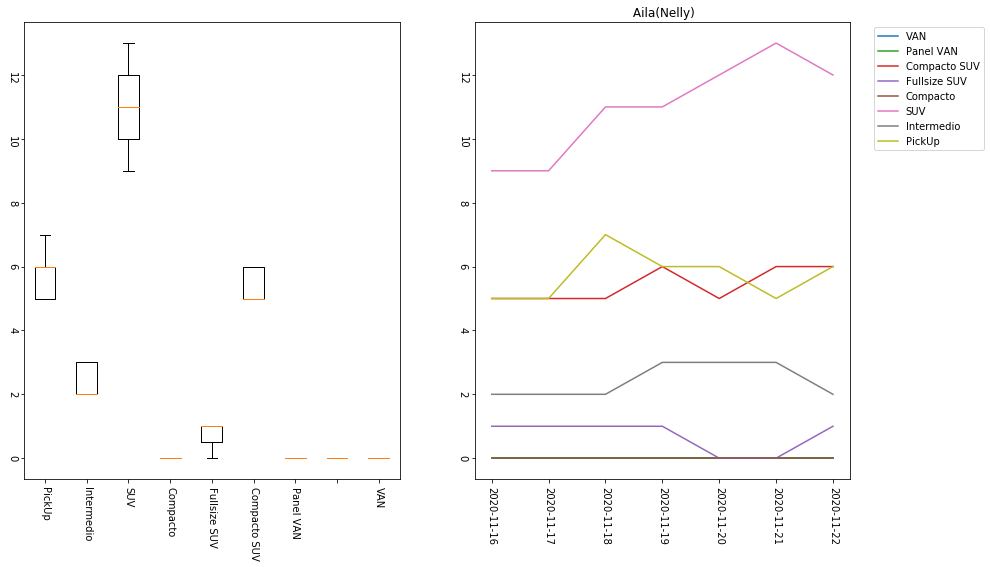 Aila(Nelly)
12
10
8
6
4
2
0
PickUp
Intermedio
SUV
Compacto
Fullsize SUV
Compacto SUV
Panel VAN
VAN
12
10
8
6
4
2
0
2020-11-16
2020-11-17
2020-11-18
2020-11-19
2020-11-20
2020-11-21
2020-11-22
VAN
Panel VAN
Compacto SUV
Fullsize SUV
Compacto
SUV
Intermedio
PickUp